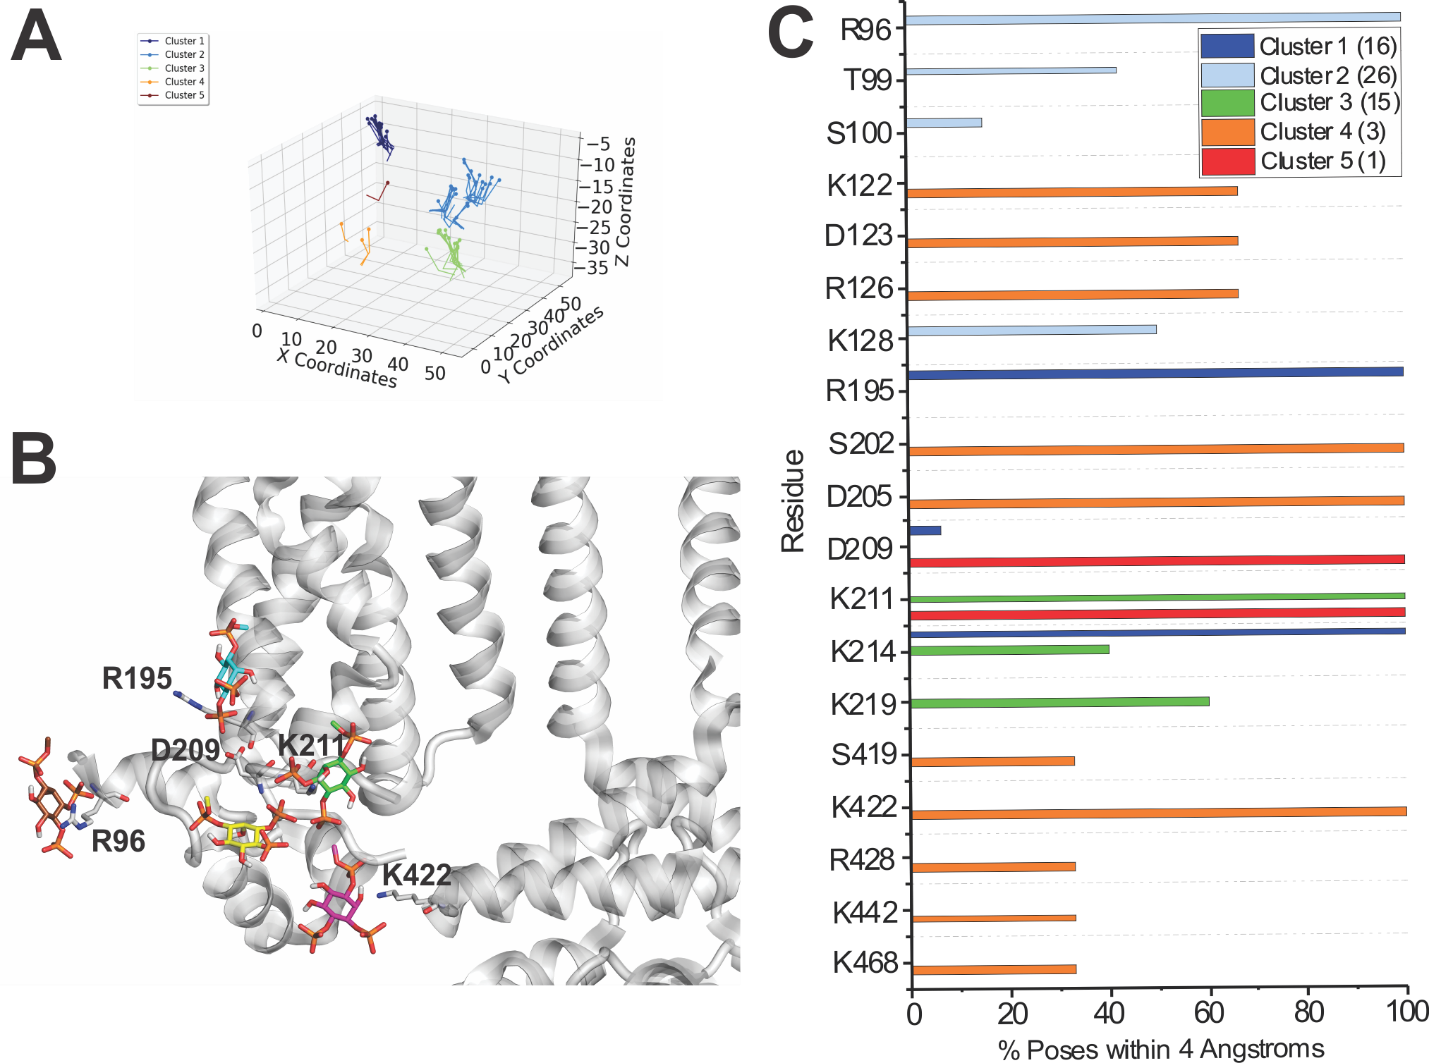 A
Cluster 1
Cluster 2
Cluster 3
Cluster 4
Cluster 5
−5
−10
−15
−20
−25
−30
−35
Z Coordinates
0
10
20
30
40
50
X Coordinates
0
10
20
30
40
50
Y Coordinates
B
R195
D209
K211
R96
K422
C
Cluster 1 (16)
Cluster 2 (26)
Cluster 3 (15)
Cluster 4 (3)
Cluster 5 (1)
Residue
R96
T99
S100
K122
D123
R126
K128
R195
S202
D205
D209
K211
K214
K219
S419
K422
R428
K442
K468
0 20 40 60 80 100
% Poses within 4 Angstroms